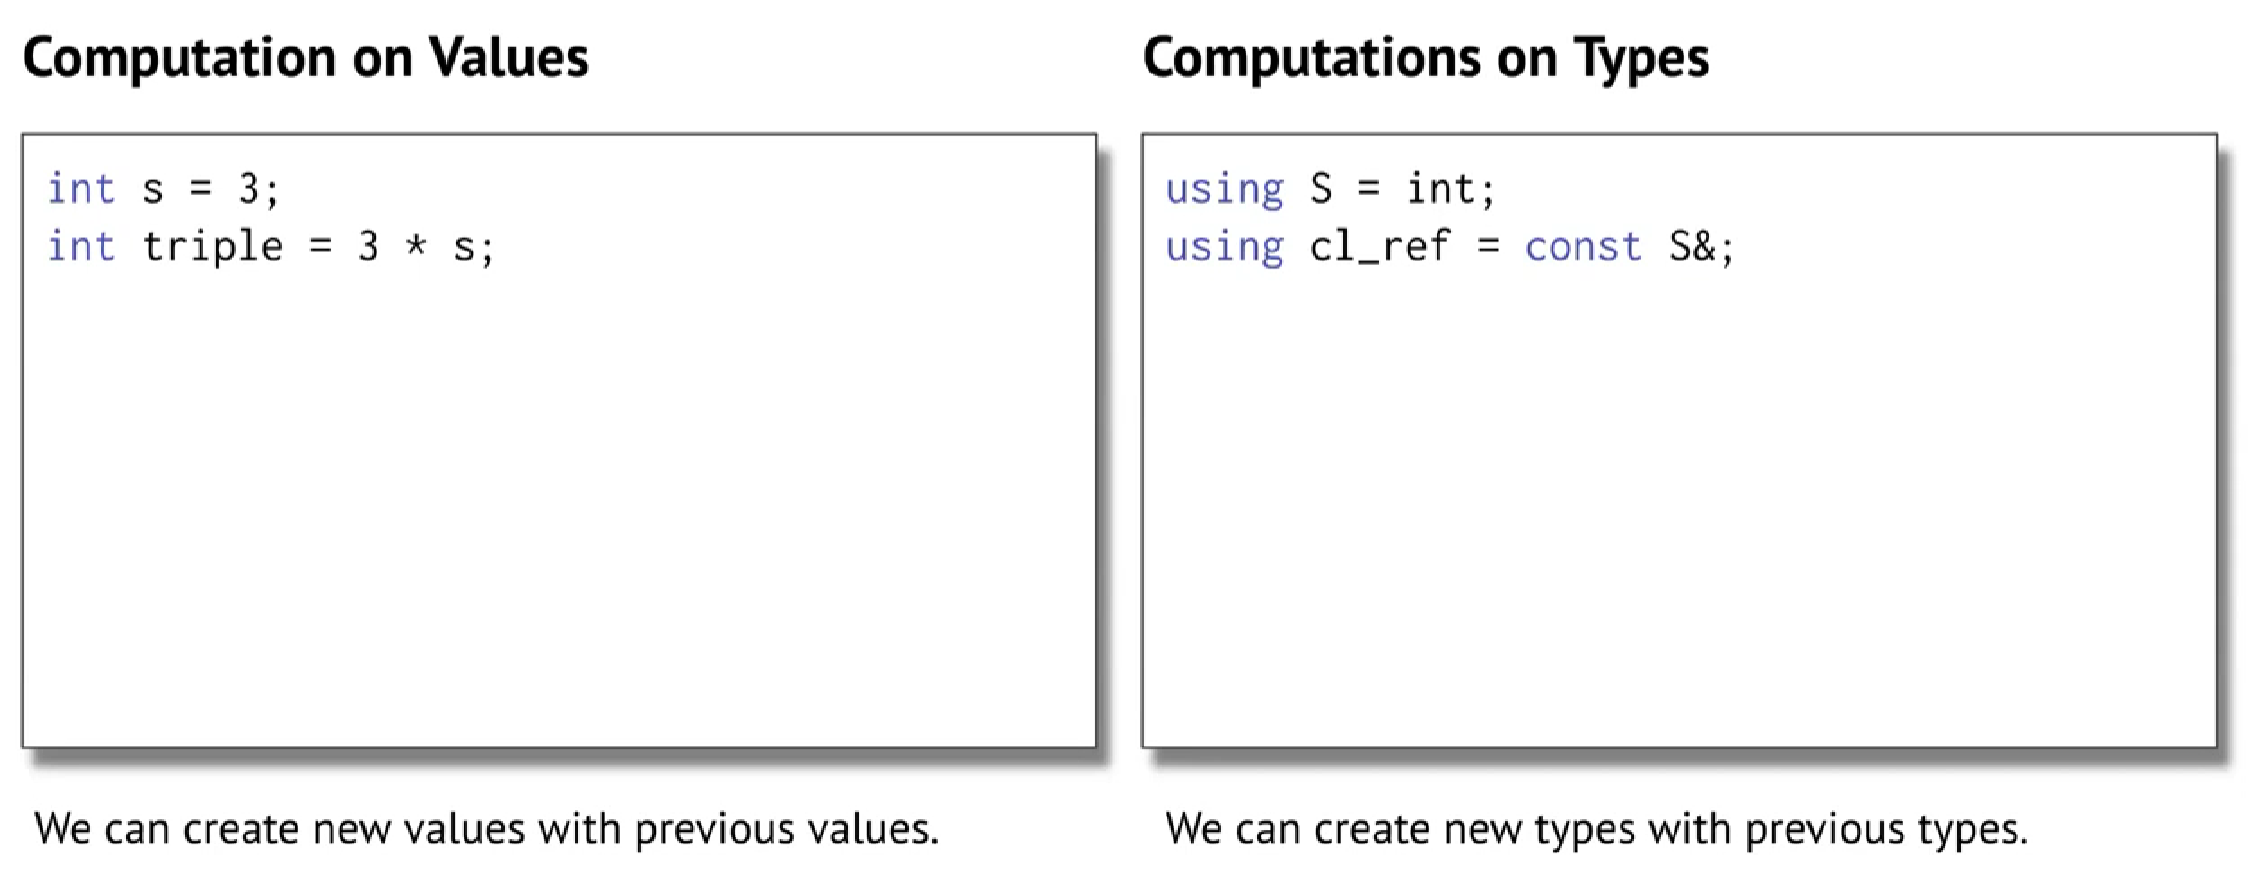 Computation on Values
int s = 3;
int triple = 3 * s;
We can create new values with previous values.
Computations on Types
using S = int;
using cl_ref = const S&;
We can create new types with previous types.